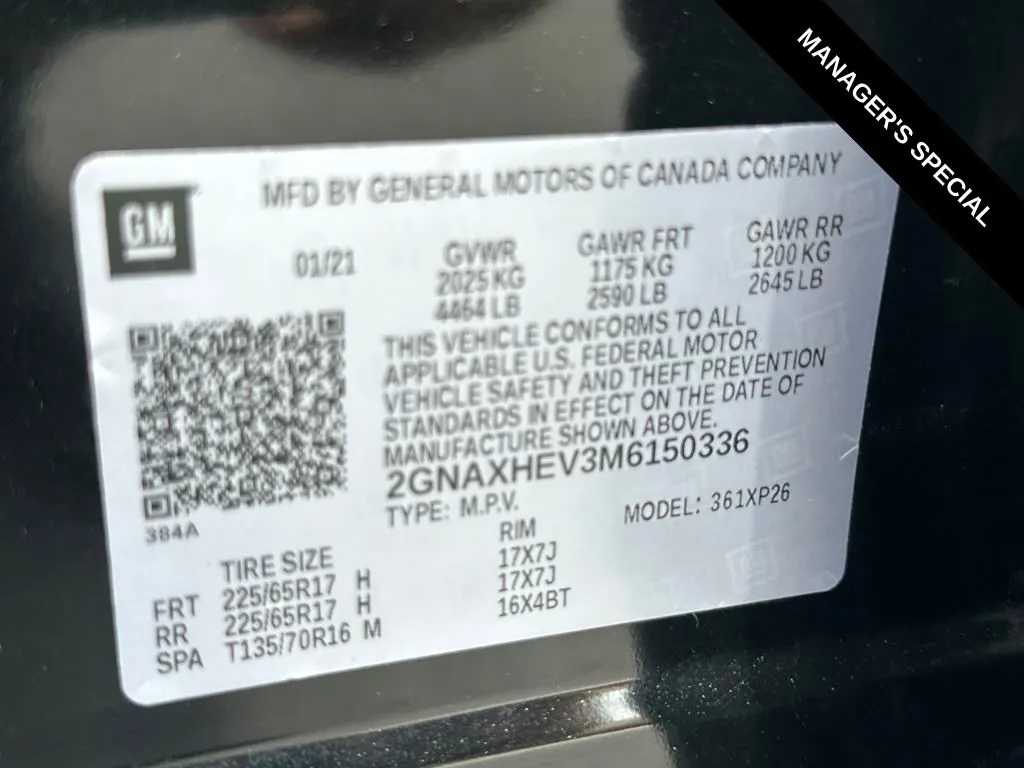 MANAGER'S SPECIAL
GM
MFD BY GENERAL MOTORS OF CANADA COMPANY
01/21 GVWR GAWR FRT GAWR RR
2025 KG 1175 KG 1200 KG
4464 LB 2590 LB 2645 LB
THIS VEHICLE CONFORMS TO ALL
APPLICABLE U.S. FEDERAL MOTOR
VEHICLE SAFETY AND THEFT PREVENTION
STANDARDS IN EFFECT ON THE DATE OF
MANUFACTURE SHOWN ABOVE.
2GNAXHEV3M6150336
TYPE: M.P.V. MODEL: 361XP26
384A
TIRE SIZE RIM
FRT 225/65R17 H 17X7J
RR 225/65R17 H 17X7J
SPA T135/70R16 M 16X4BT